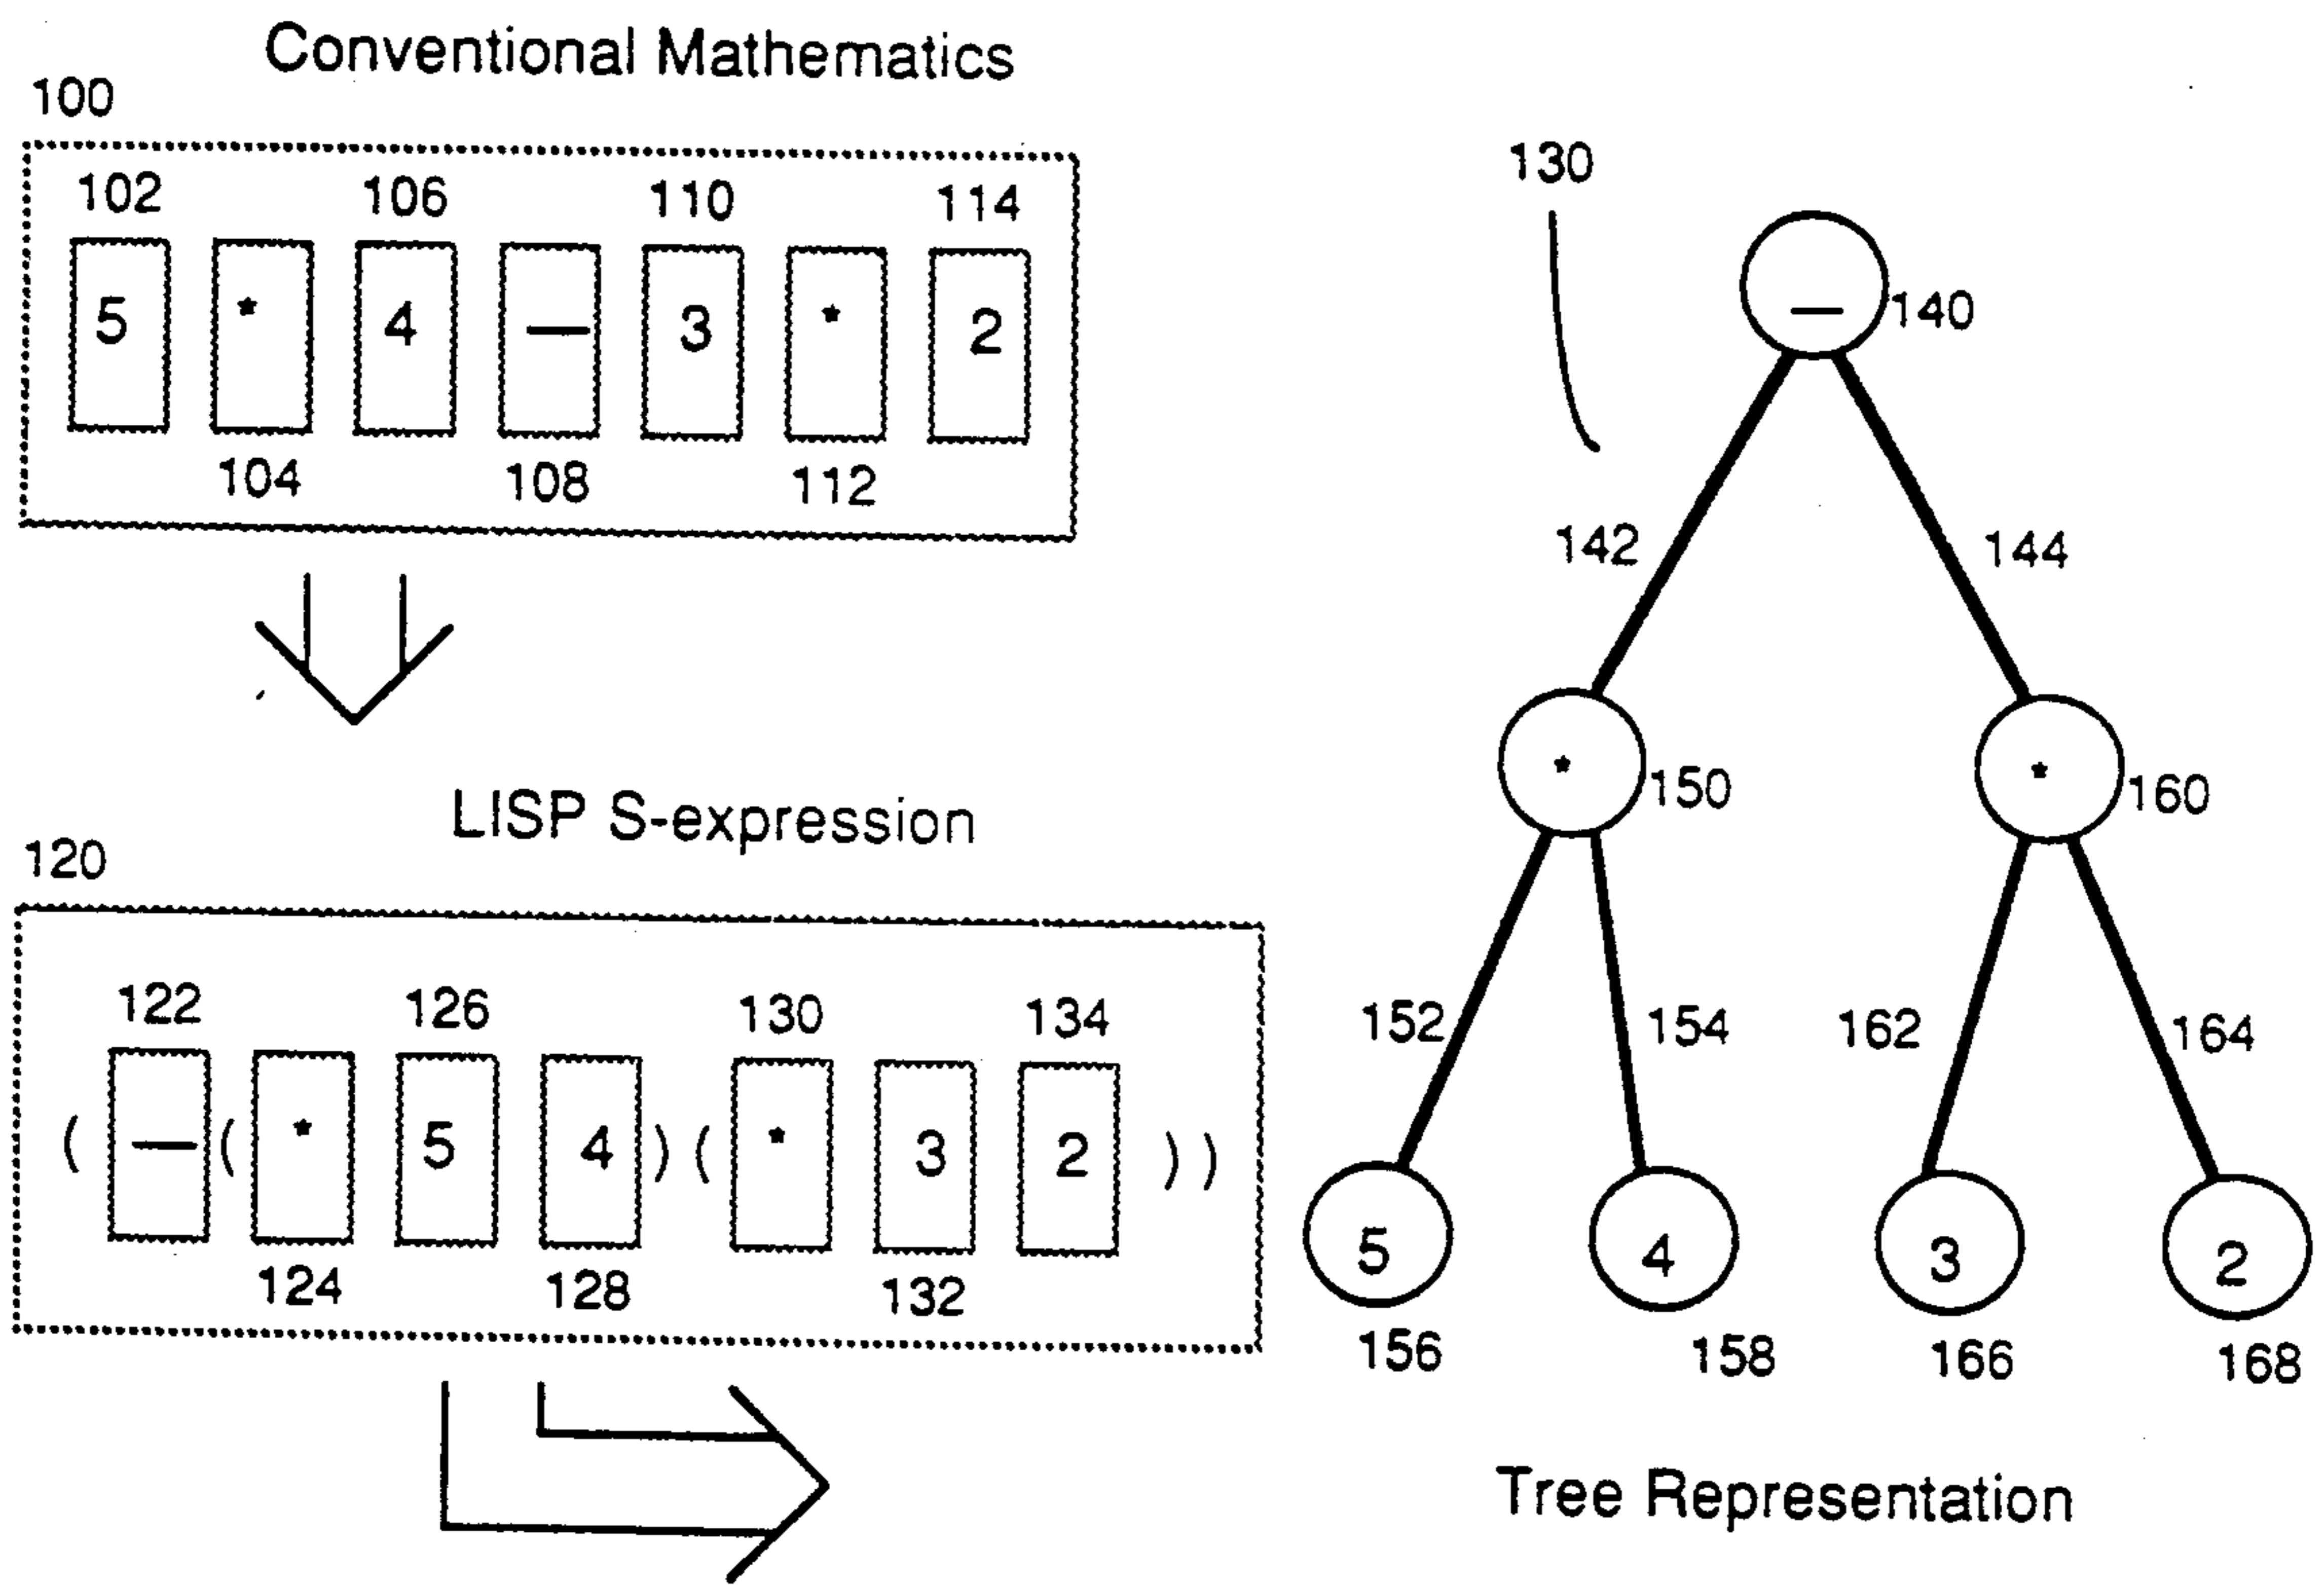 Conventional Mathematics
100
102 106 110 114
5 * 4 — 3 * 2
104 108 112
LISP S-expression
120
122 126 130 134
( — ( * 5 4 ) ( * 3 2 ) )
124 128 132
130
— 140
142 144
* 150 * 160
152 154 162 164
5 4 3 2
156 158 166 168
Tree Representation